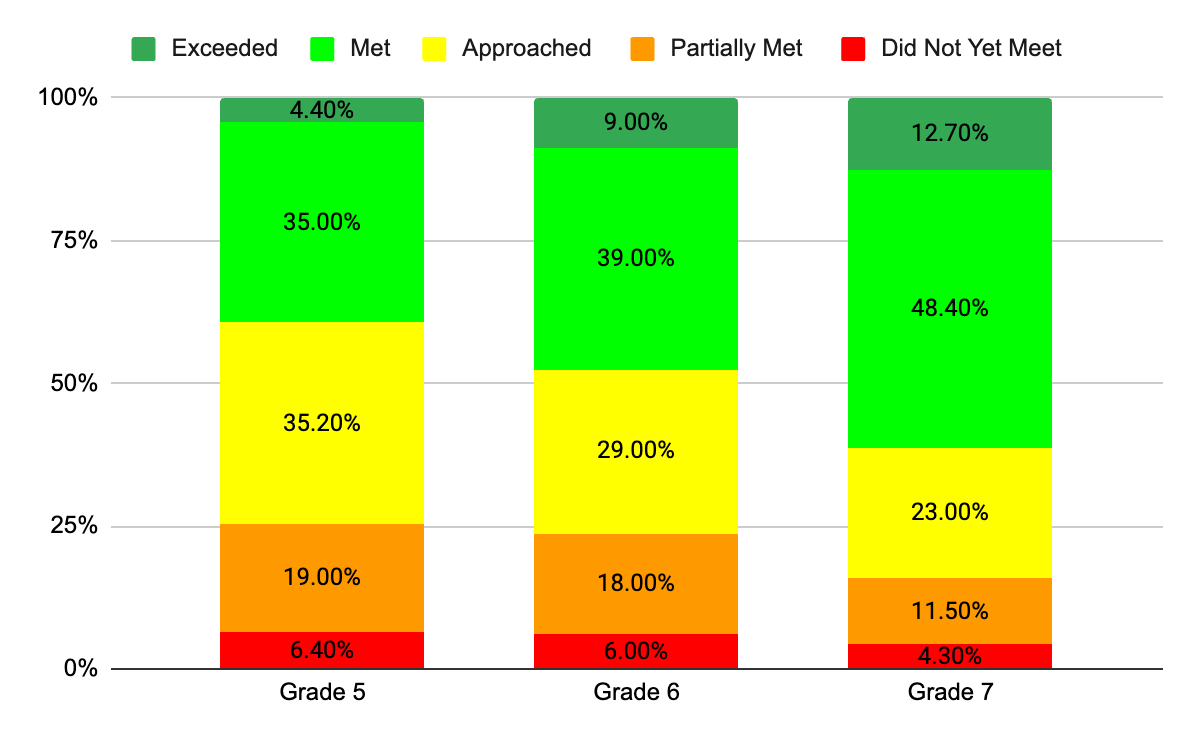 Exceeded Met Approached Partially Met Did Not Yet Meet
100%
4.40% 9.00% 12.70%
35.00% 39.00% 48.40%
75%
35.20% 29.00% 23.00%
50%
19.00% 18.00% 11.50%
25%
6.40% 6.00% 4.30%
0%
Grade 5 Grade 6 Grade 7